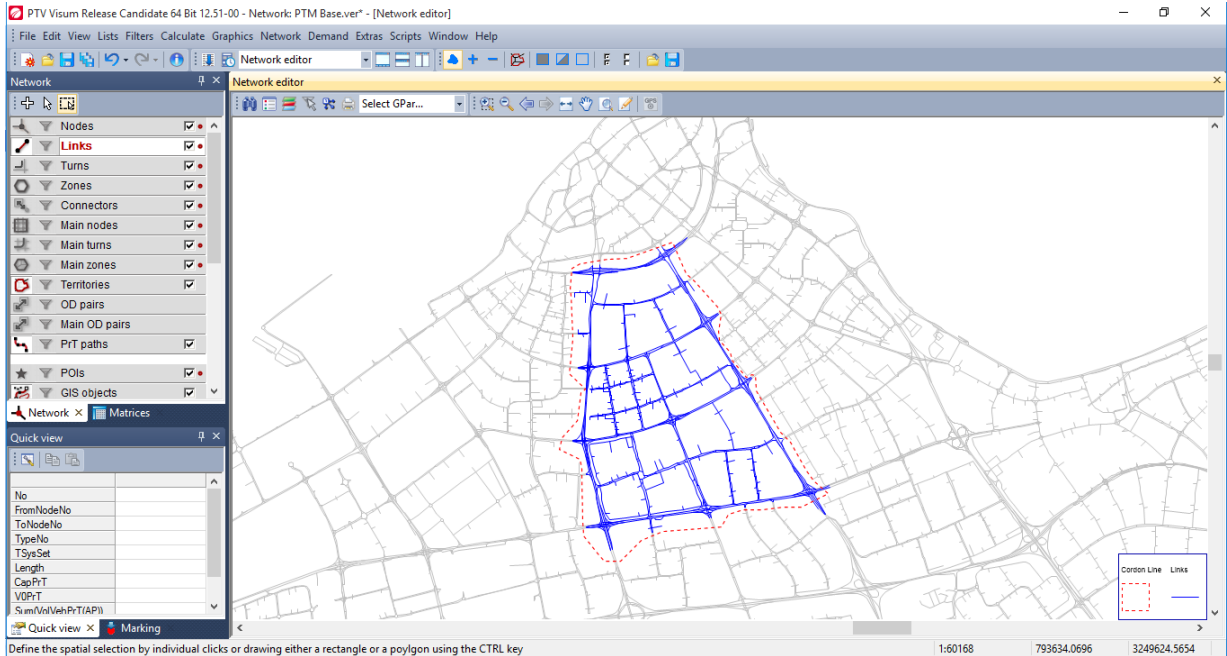 PTV Visum Release Candidate 64 Bit 12.51-00 - Network: PTM Base.ver* - [Network editor]
File Edit View Lists Filters Calculate Graphics Network Demand Extras Scripts Window Help
Network editor
Network
Network editor
Select GPar...
Nodes
Links
Turns
Zones
Connectors
Main nodes
Main turns
Main zones
Territories
OD pairs
Main OD pairs
PrT paths
POIs
GIS objects
Network
Matrices
Quick view
No
FromNodeNo
ToNodeNo
TypeNo
TSysSet
Length
CapPrT
V0PrT
Sum(VolVehPrT(AP))
Quick view
Marking
Cordon Line Links
Define the spatial selection by individual clicks or drawing either a rectangle or a poylgon using the CTRL key
1:60168
793634.0696
3249624.5654